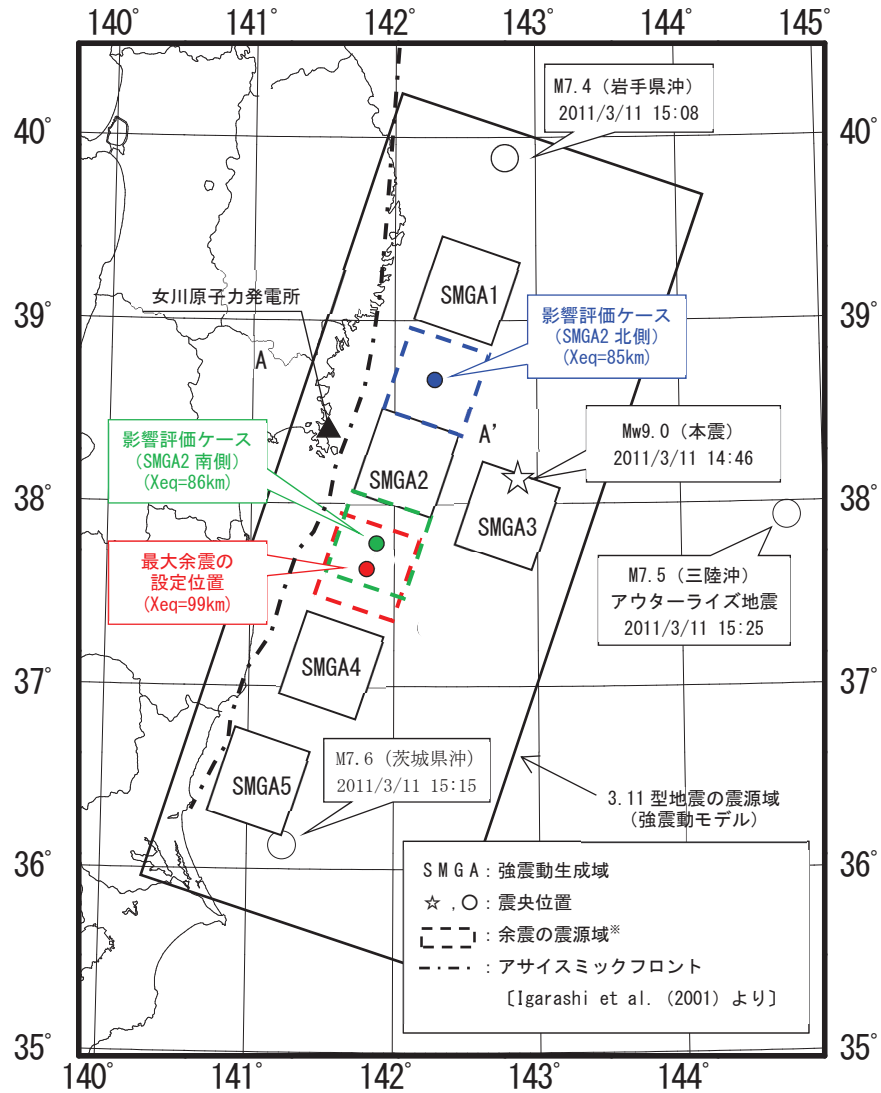 140° 141° 142° 143° 144° 145°
M7.4（岩手県沖）
2011/3/11 15:08
40° 40°
SMGA1
女川原子力発電所
39° 39°
影響評価ケース
（SMGA2 北側）
(Xeq=85km)
A
A'
影響評価ケース
（SMGA2 南側）
(Xeq=86km)
Mw9.0（本震）
2011/3/11 14:46
SMGA2
38° 38°
SMGA3
最大余震の
設定位置
(Xeq=99km)
M7.5（三陸沖）
アウターライズ地震
2011/3/11 15:25
SMGA4
37° 37°
M7.6（茨城県沖）
2011/3/11 15:15
SMGA5
3.11 型地震の震源域
（強震動モデル）
36° 36°
ＳＭＧＡ：強震動生成域
☆ ,○：震央位置
：余震の震源域※
：アサイスミックフロント
〔Igarashi et al. (2001) より〕
35° 35°
140° 141° 142° 143° 144°